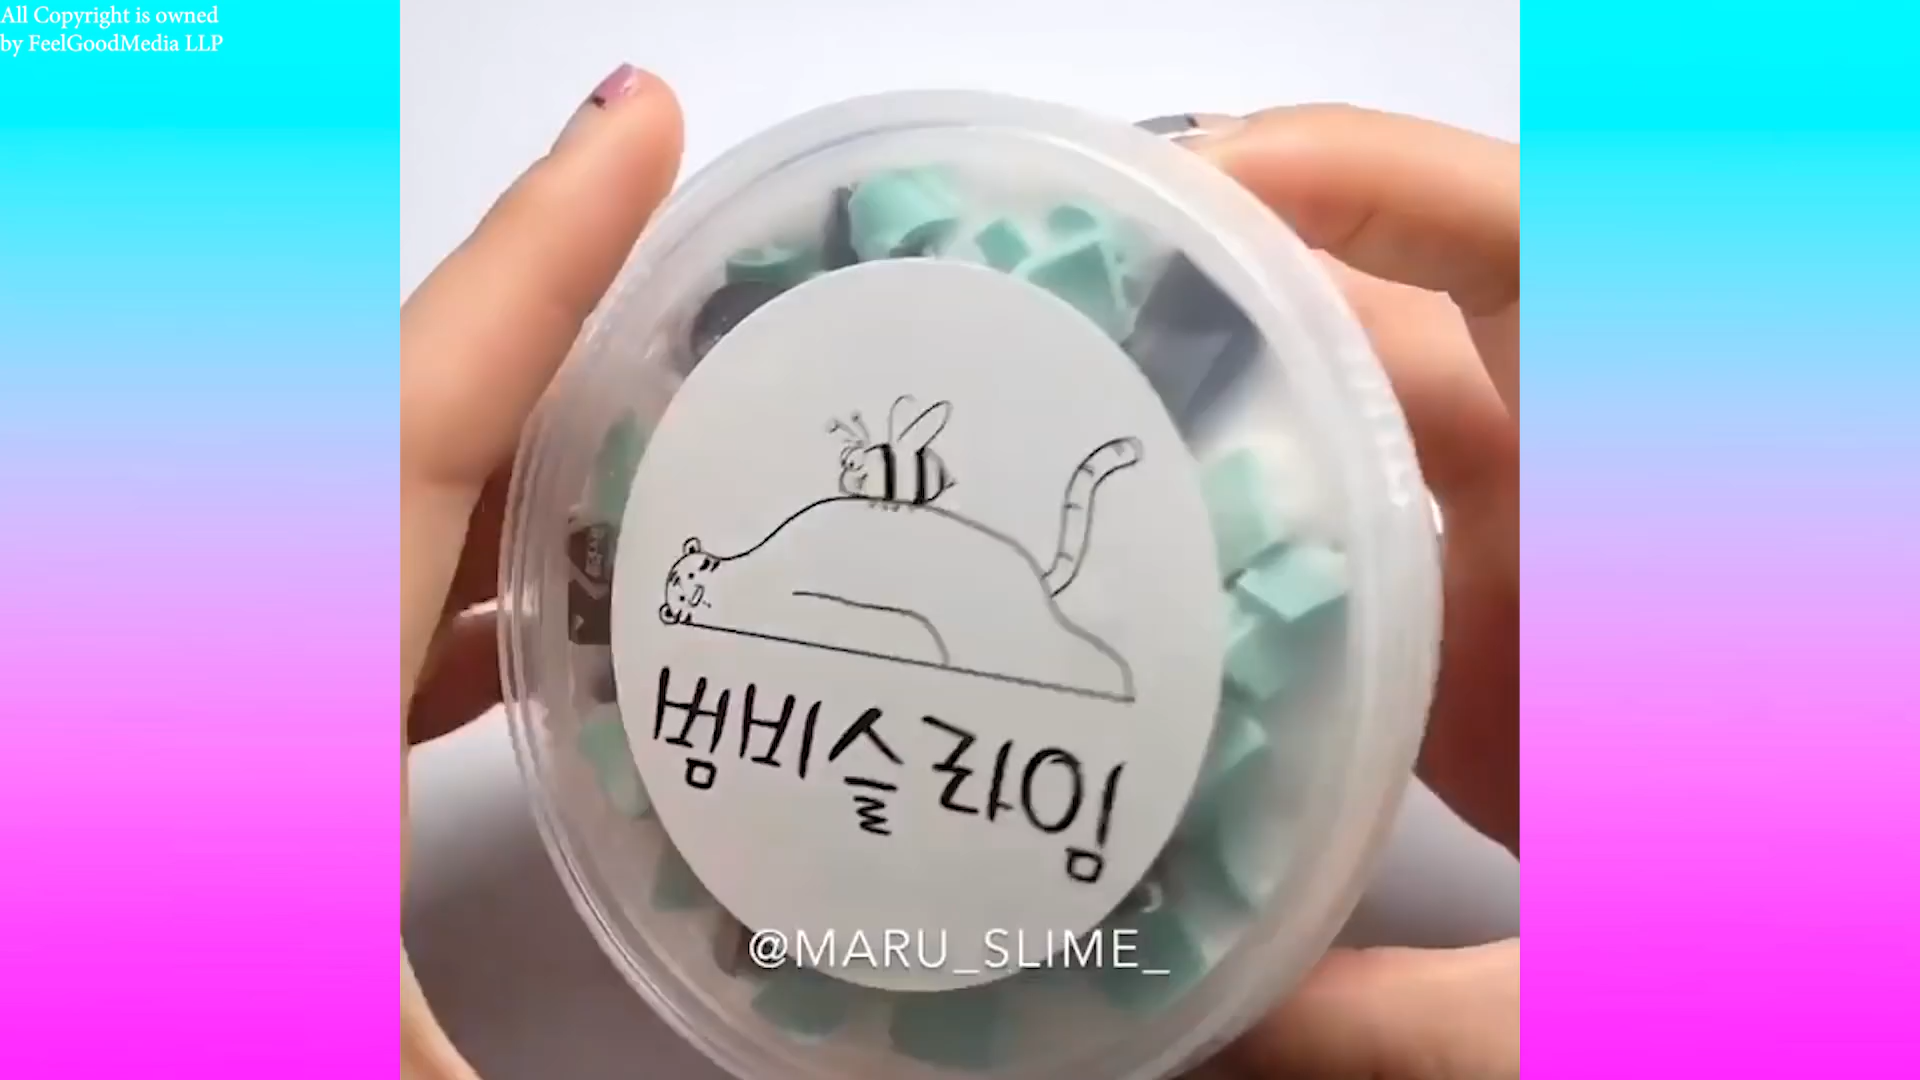 All Copyright is owned
by FeelGoodMedia LLP
범비슬라임
@MARU_SLIME_